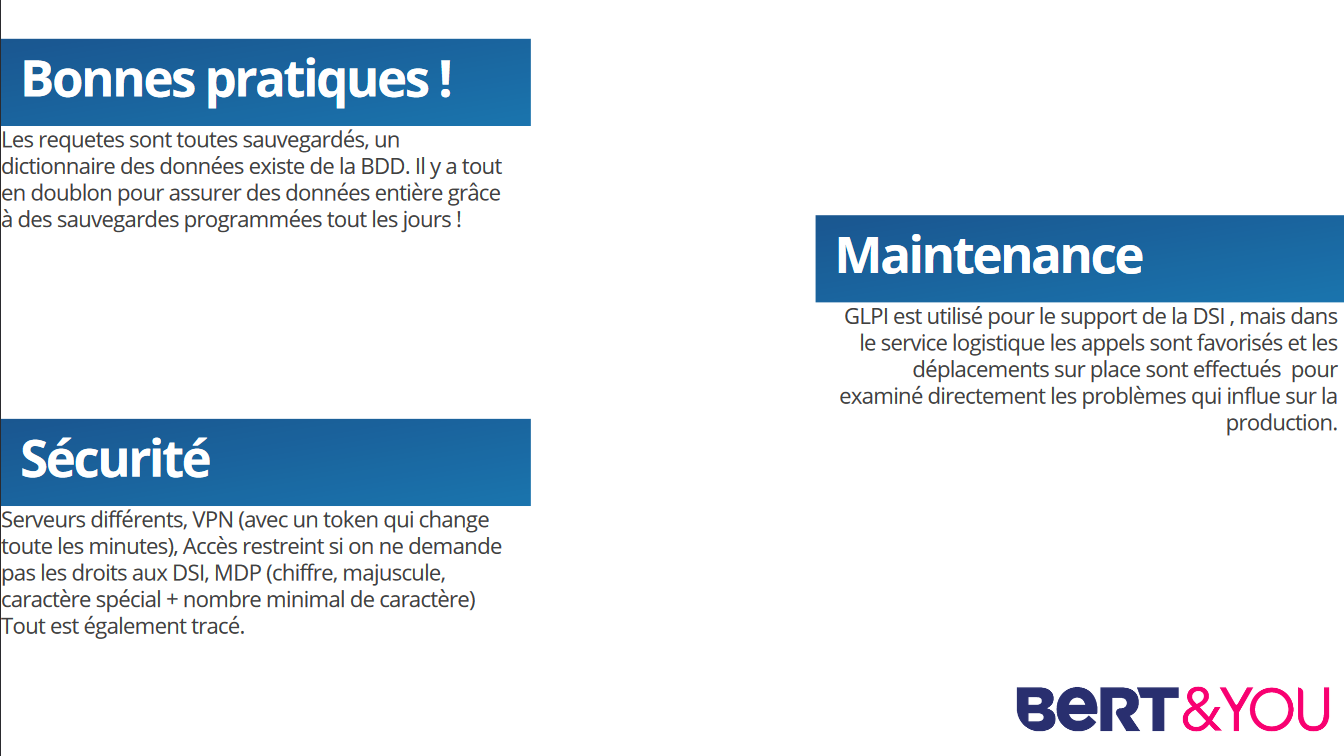 Bonnes pratiques !
Les requetes sont toutes sauvegardés, un
dictionnaire des données existe de la BDD. Il y a tout
en doublon pour assurer des données entière grâce
à des sauvegardes programmées tout les jours !
Maintenance
GLPI est utilisé pour le support de la DSI , mais dans
le service logistique les appels sont favorisés et les
déplacements sur place sont effectués  pour
examiné directement les problèmes qui influe sur la
production.
Sécurité
Serveurs différents, VPN (avec un token qui change
toute les minutes), Accès restreint si on ne demande
pas les droits aux DSI, MDP (chiffre, majuscule,
caractère spécial + nombre minimal de caractère)
Tout est également tracé.
BeRT&YOU